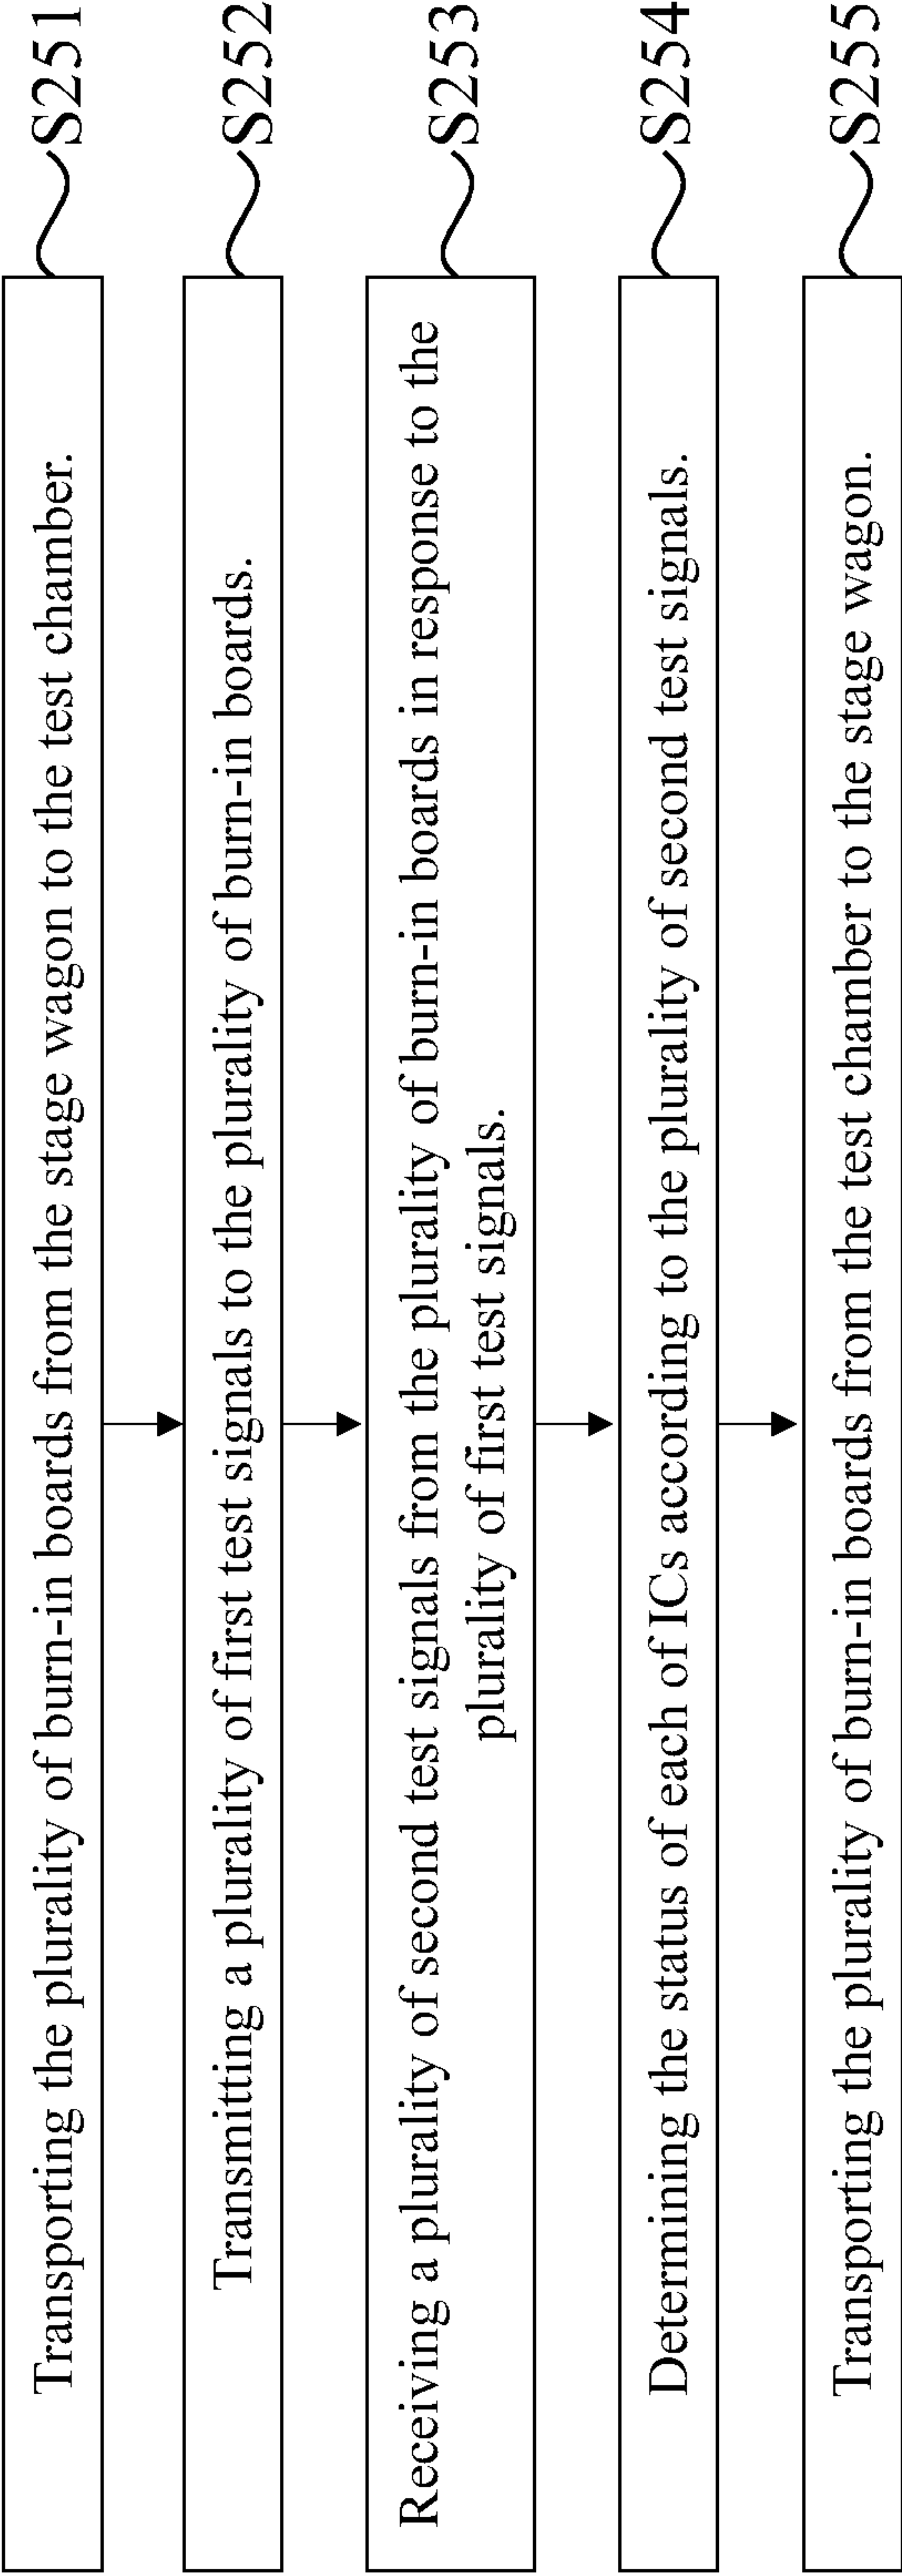 Transporting the plurality of burn-in boards from the stage wagon to the test chamber.
S251
Transmitting a plurality of first test signals to the plurality of burn-in boards.
S252
Receiving a plurality of second test signals from the plurality of burn-in boards in response to the
plurality of first test signals.
S253
Determining the status of each of ICs according to the plurality of second test signals.
S254
Transporting the plurality of burn-in boards from the test chamber to the stage wagon.
S255